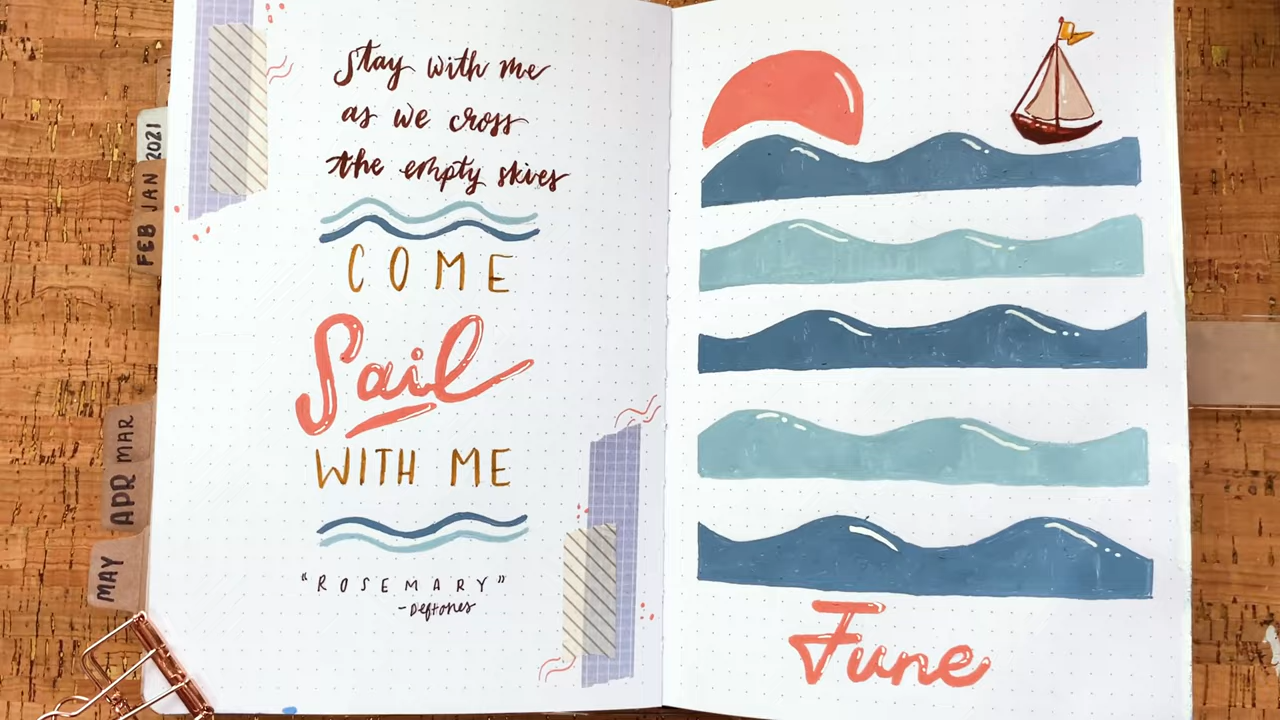 Stay with me
as we cross
the empty skies
COME
Sail
WITH ME
"ROSEMARY"
-Deftones
June
2021
JAN
FEB
MAR
APR
MAY